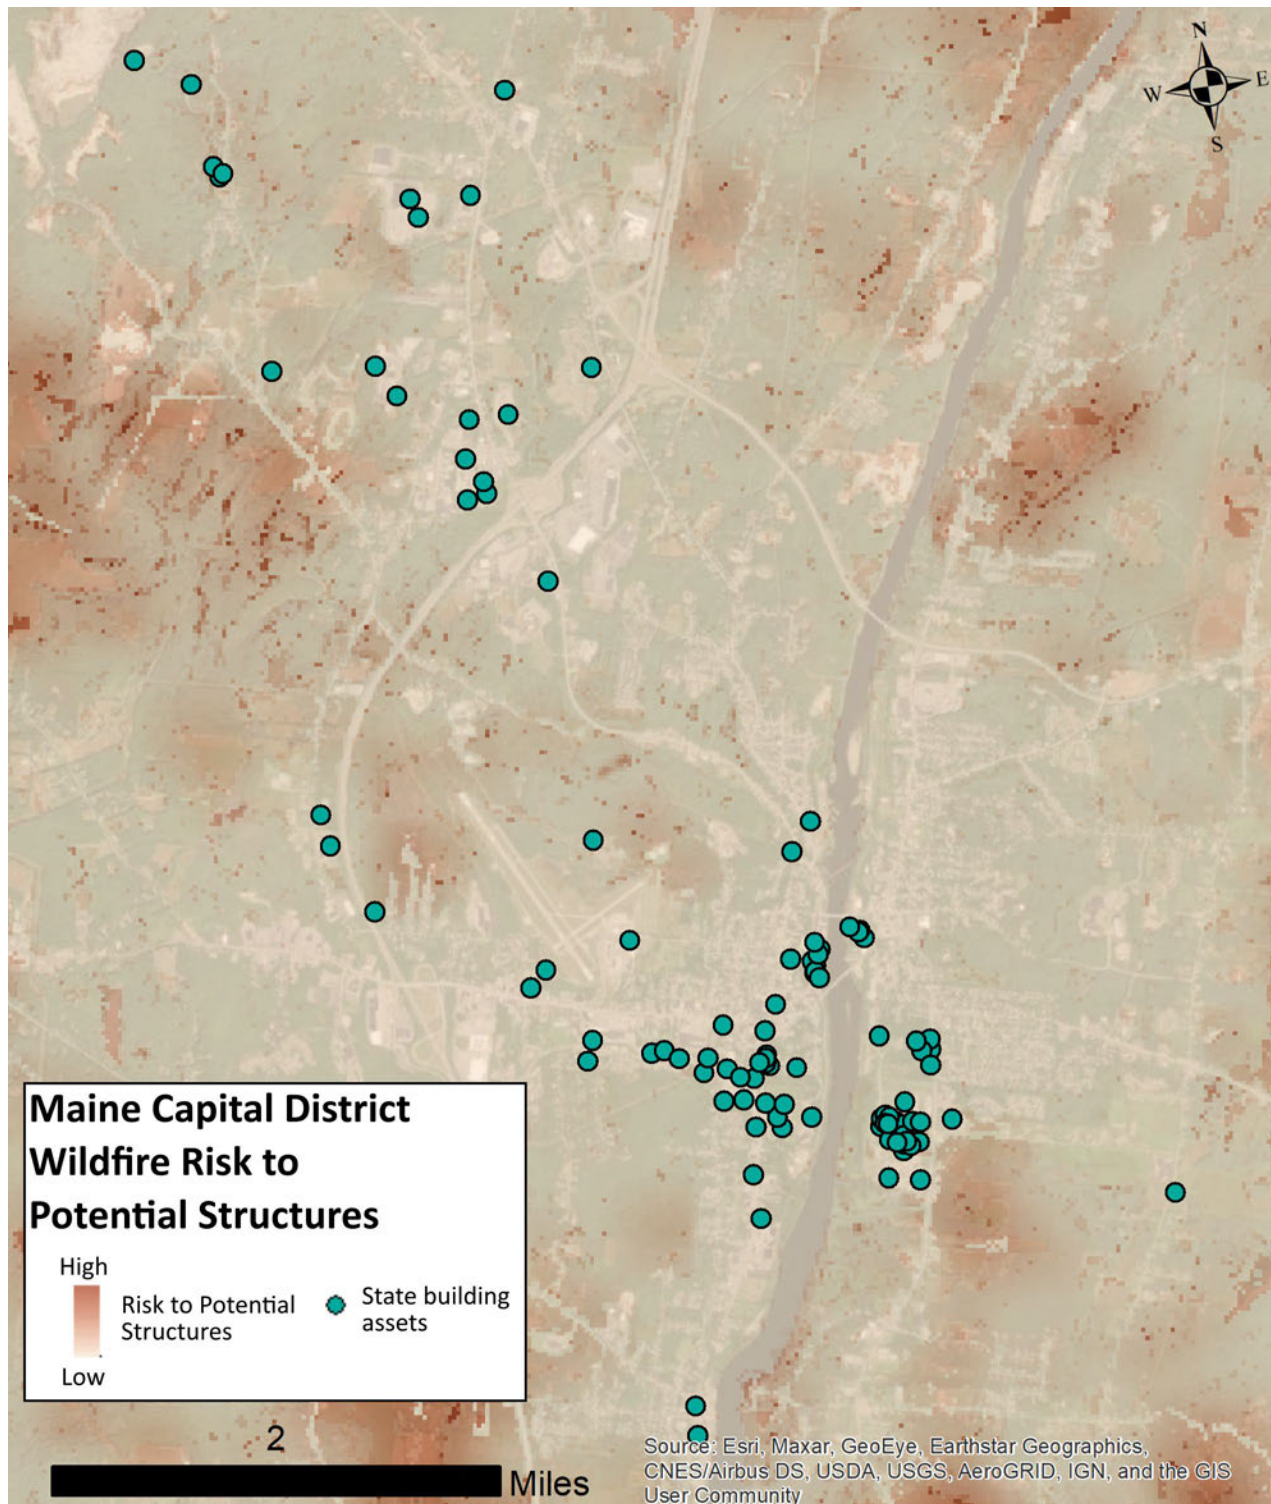 N
W E
S
Maine Capital District
Wildfire Risk to
Potential Structures
High
Risk to Potential
Structures
Low
State building
assets
2
Miles
Source: Esri, Maxar, GeoEye, Earthstar Geographics,
CNES/Airbus DS, USDA, USGS, AeroGRID, IGN, and the GIS
User Community